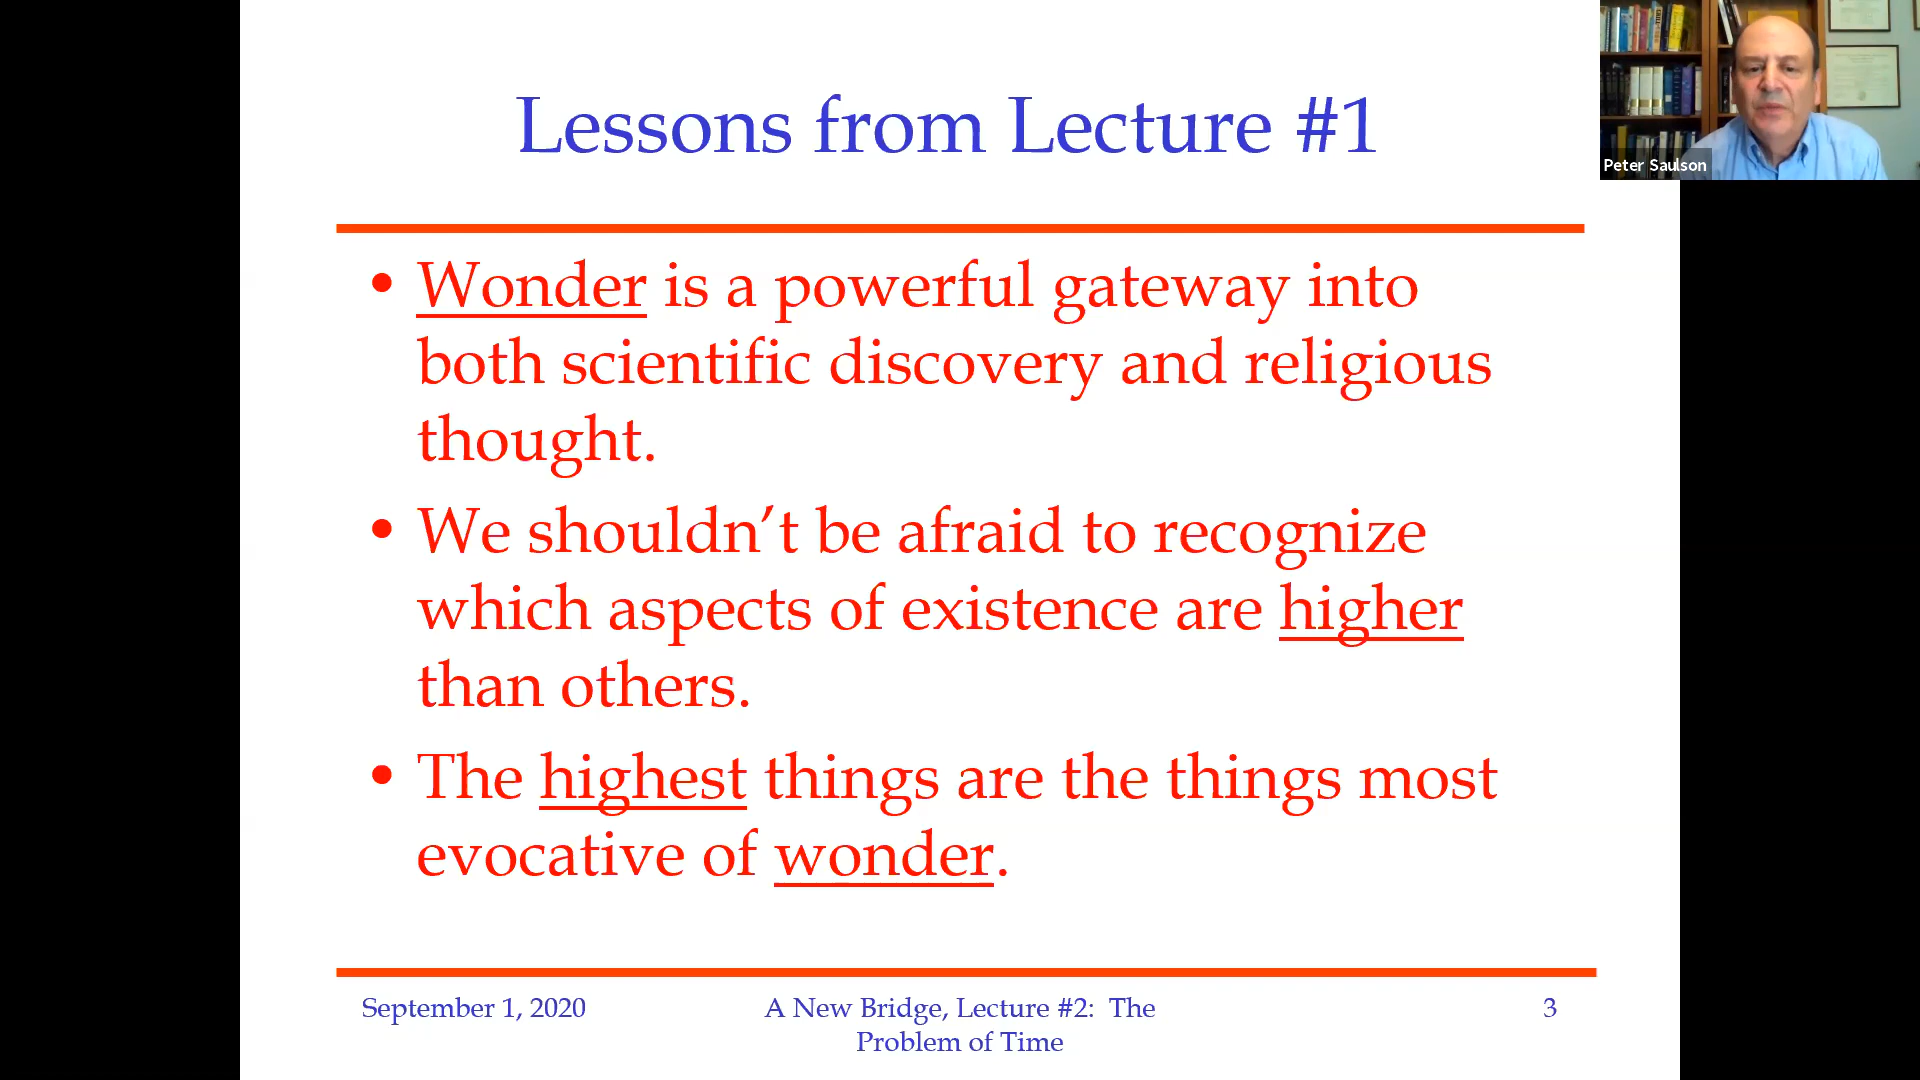 Lessons from Lecture #1
Peter Saulson
• Wonder is a powerful gateway into
both scientific discovery and religious
thought.
• We shouldn’t be afraid to recognize
which aspects of existence are higher
than others.
• The highest things are the things most
evocative of wonder.
September 1, 2020
A New Bridge, Lecture #2: The
Problem of Time
3